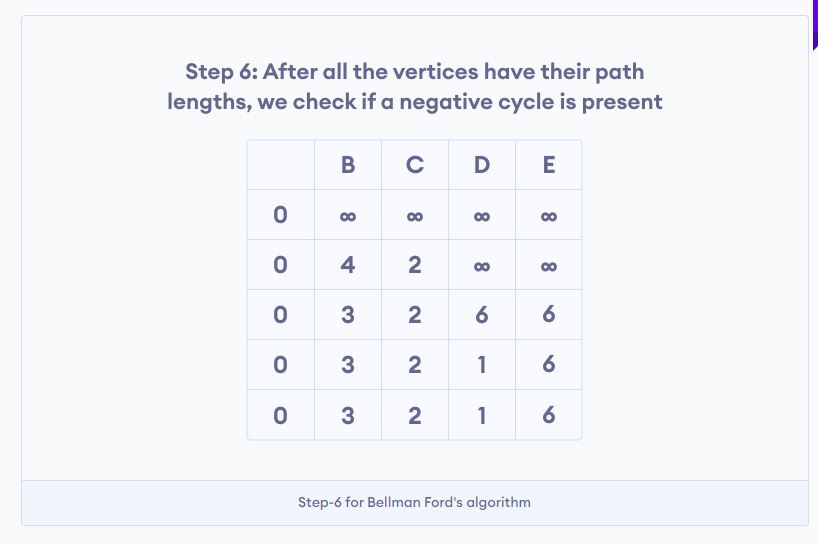 Step 6: After all the vertices have their path
lengths, we check if a negative cycle is present
B C D E
0 ∞ ∞ ∞ ∞
0 4 2 ∞ ∞
0 3 2 6 6
0 3 2 1 6
0 3 2 1 6
Step-6 for Bellman Ford's algorithm